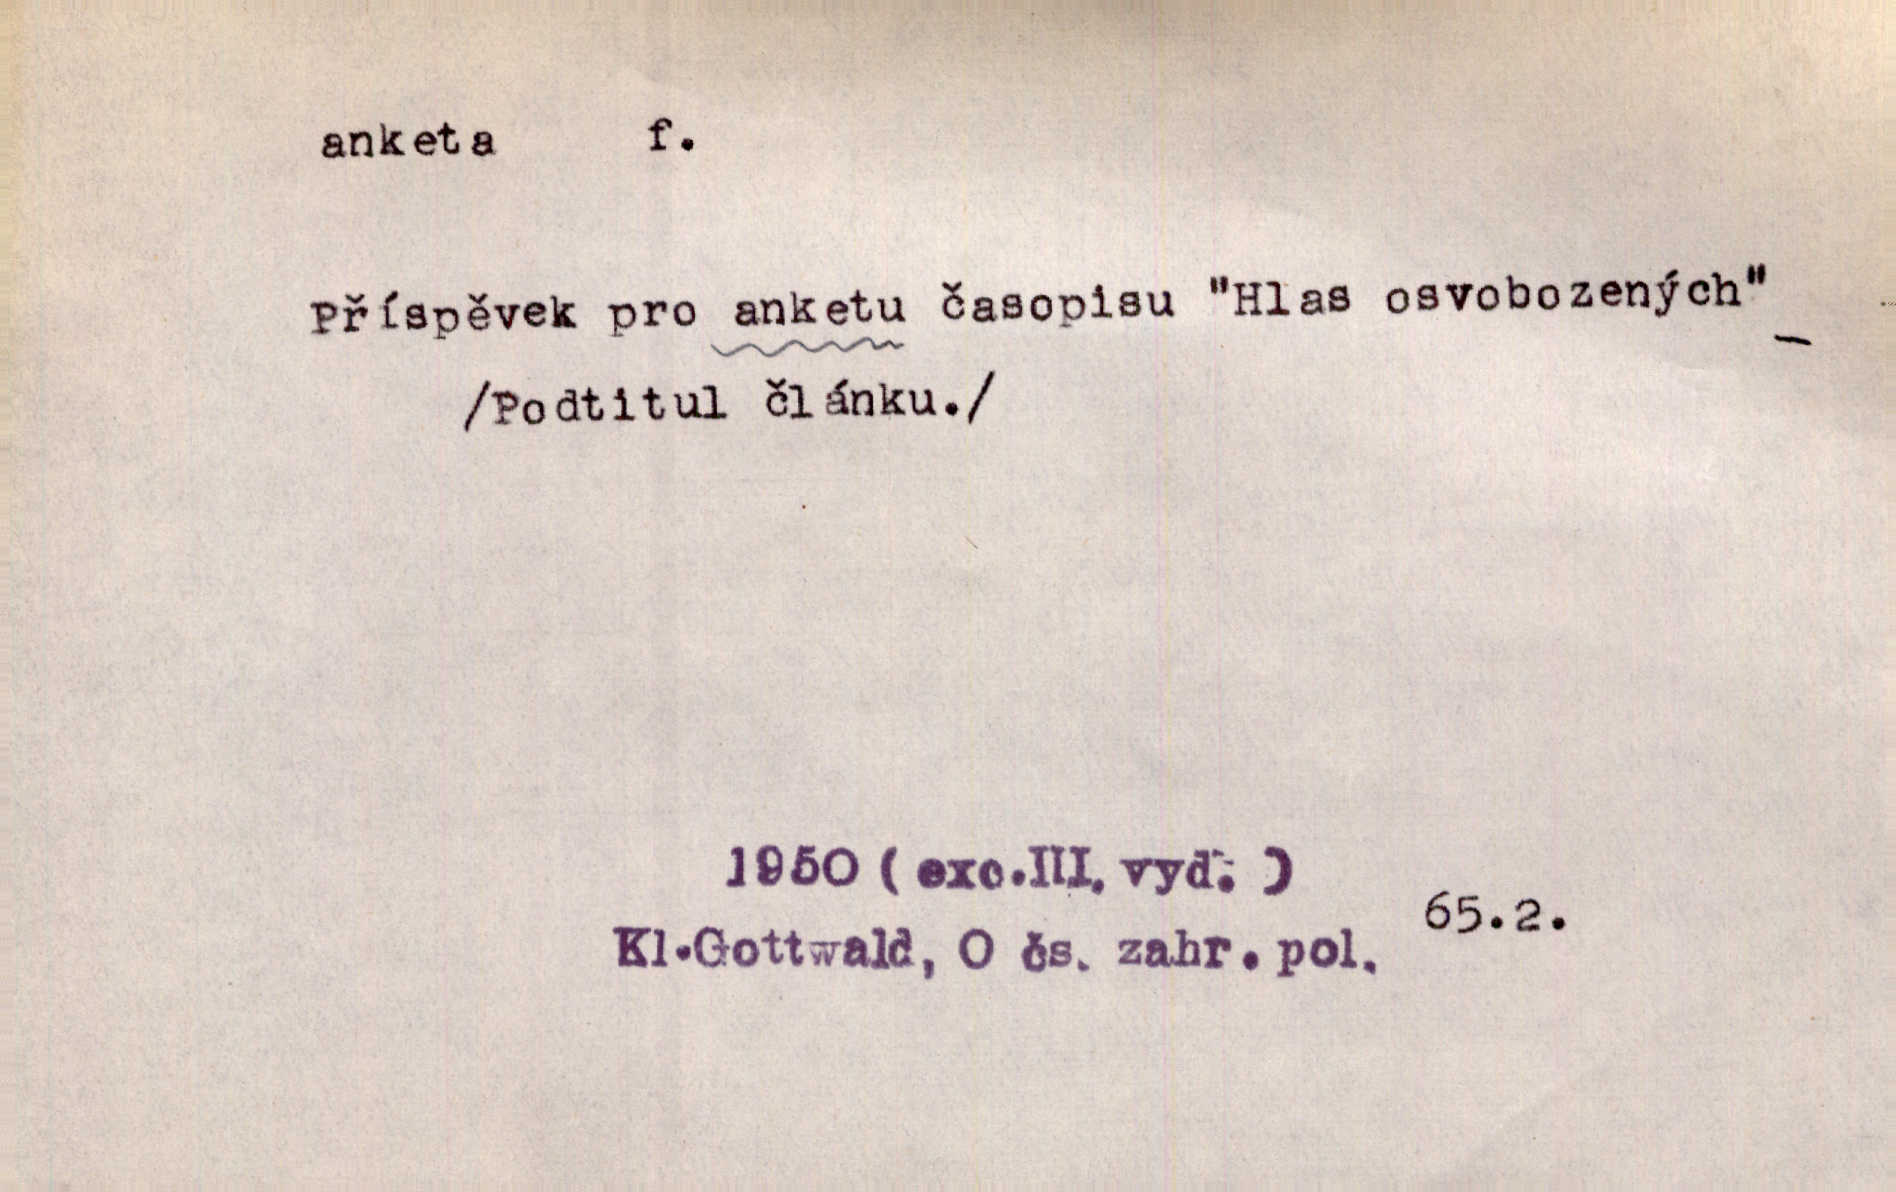 anketa f.
Příspěvek pro anketu časopisu "Hlas osvobozených"_
/Podtitul článku./
1950 ( exc.III. vyd. )
65.2.
Kl.Gottwald, O čs. zahr. pol.